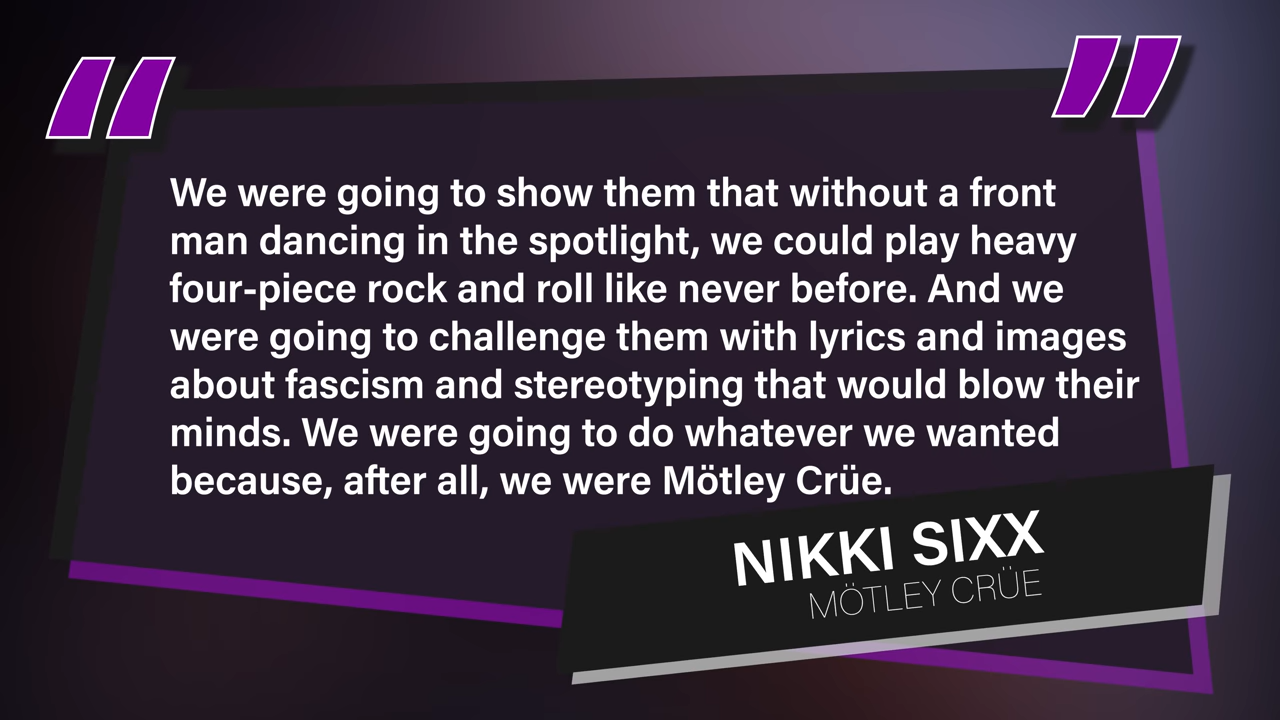 We were going to show them that without a front
man dancing in the spotlight, we could play heavy
four-piece rock and roll like never before. And we
were going to challenge them with lyrics and images
about fascism and stereotyping that would blow their
minds. We were going to do whatever we wanted
because, after all, we were Mötley Crüe.
NIKKI SIXX
MÖTLEY CRÜE